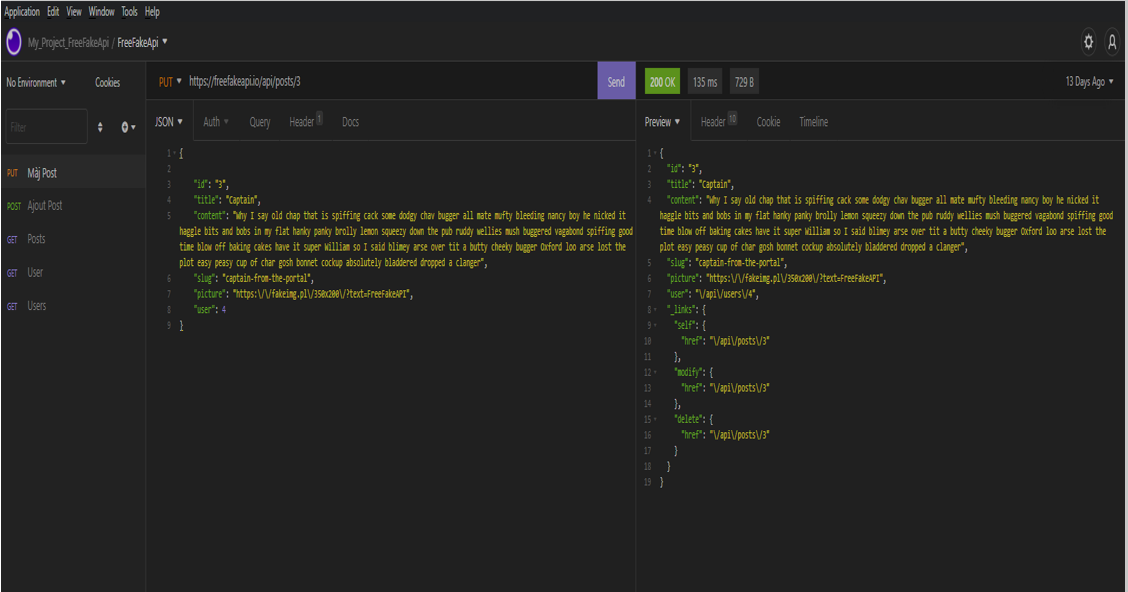 Application Edit View Window Tools Help
My_Project_FreeFakeApi / FreeFakeApi
No Environment Cookies
Filter
PUT Màj Post
POST Ajout Post
GET Posts
GET User
GET Users
PUT https://freefakeapi.io/api/posts/3 Send
JSON Auth Query Header 1 Docs
1 {
2
3 "id": "3",
4 "title": "Captain",
5 "content": "Why I say old chap that is spiffing cack some dodgy chav bugger all mate mufty bleeding nancy boy he nicked it
haggle bits and bobs in my flat hanky panky brolly lemon squeezy down the pub ruddy wellies mush buggered vagabond spiffing good
time blow off baking cakes have it super William so I said blimey arse over tit a butty cheeky bugger Oxford loo arse lost the
plot easy peasy cup of char gosh bonnet cockup absolutely bladdered dropped a clanger",
6 "slug": "captain-from-the-portal",
7 "picture": "https:\/\/fakeimg.pl\/350x200\/?text=FreeFakeAPI",
8 "user": 4
9 }
200 OK 135 ms 729 B 13 Days Ago
Preview Header 10 Cookie Timeline
1 {
2 "id": "3",
3 "title": "Captain",
4 "content": "Why I say old chap that is spiffing cack some dodgy chav bugger all mate mufty bleeding nancy boy he nicked it
haggle bits and bobs in my flat hanky panky brolly lemon squeezy down the pub ruddy wellies mush buggered vagabond spiffing good
time blow off baking cakes have it super William so I said blimey arse over tit a butty cheeky bugger Oxford loo arse lost the
plot easy peasy cup of char gosh bonnet cockup absolutely bladdered dropped a clanger",
5 "slug": "captain-from-the-portal",
6 "picture": "https:\/\/fakeimg.pl\/350x200\/?text=FreeFakeAPI",
7 "user": "\/api\/users\/4",
8 "_links": {
9 "self": {
10 "href": "\/api\/posts\/3"
11 },
12 "modify": {
13 "href": "\/api\/posts\/3"
14 },
15 "delete": {
16 "href": "\/api\/posts\/3"
17 }
18 }
19 }